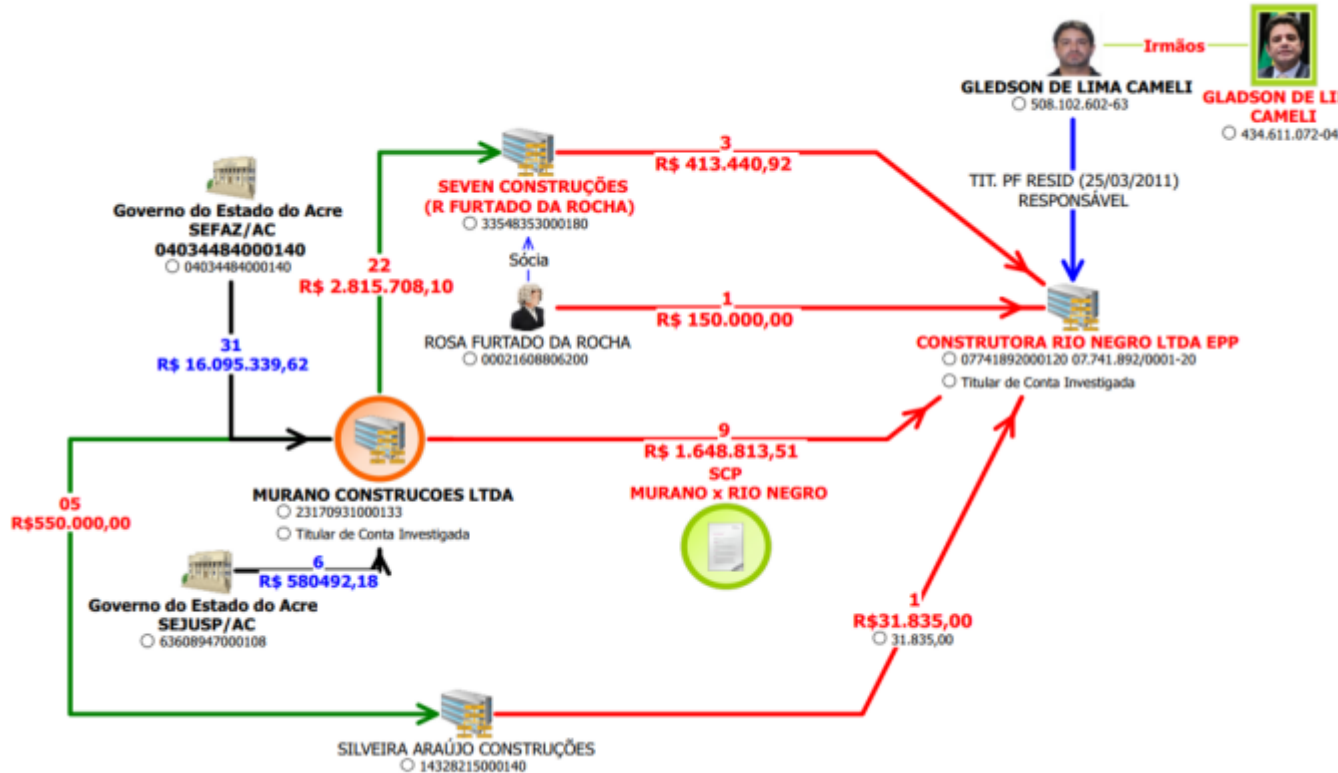 Irmãos
GLEDSON DE LIMA CAMELI
508.102.602-63
GLADSON DE LI
CAMELI
434.611.072-04
TIT. PF RESID (25/03/2011)
RESPONSÁVEL
Governo do Estado do Acre
SEFAZ/AC
04034484000140
04034484000140
SEVEN CONSTRUÇÕES
(R FURTADO DA ROCHA)
33548353000180
3
R$ 413.440,92
22
R$ 2.815.708,10
Sócia
ROSA FURTADO DA ROCHA
00021608806200
1
R$ 150.000,00
31
R$ 16.095.339,62
CONSTRUTORA RIO NEGRO LTDA EPP
07741892000120 07.741.892/0001-20
Titular de Conta Investigada
9
R$ 1.648.813,51
SCP
MURANO x RIO NEGRO
MURANO CONSTRUCOES LTDA
23170931000133
Titular de Conta Investigada
05
R$550.000,00
6
R$ 580492,18
Governo do Estado do Acre
SEJUSP/AC
63608947000108
1
R$31.835,00
31.835,00
SILVEIRA ARAÚJO CONSTRUÇÕES
14328215000140